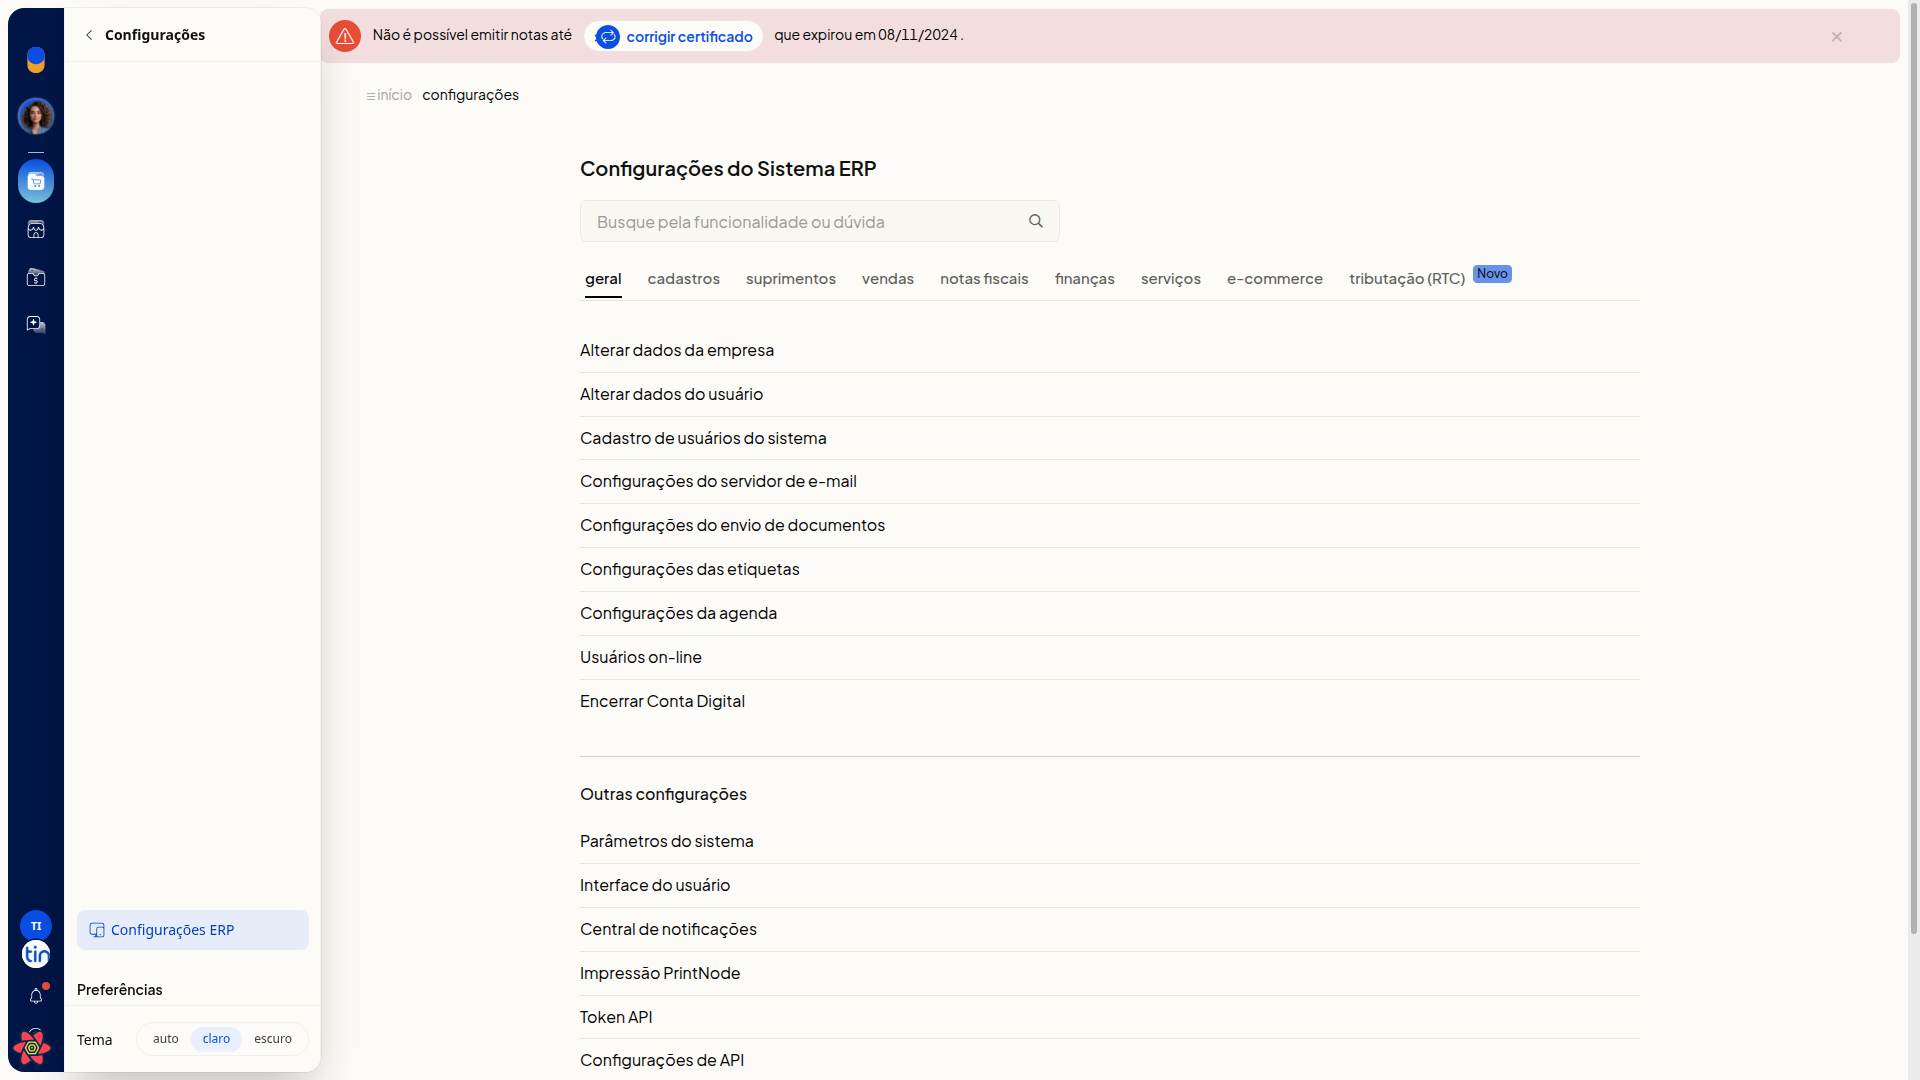 Configurações
Não é possível emitir notas até corrigir certificado que expirou em 08/11/2024 .
início configurações
Configurações do Sistema ERP
Busque pela funcionalidade ou dúvida
geral cadastros suprimentos vendas notas fiscais finanças serviços e-commerce tributação (RTC) Novo
Alterar dados da empresa
Alterar dados do usuário
Cadastro de usuários do sistema
Configurações do servidor de e-mail
Configurações do envio de documentos
Configurações das etiquetas
Configurações da agenda
Usuários on-line
Encerrar Conta Digital
Outras configurações
Parâmetros do sistema
Interface do usuário
Central de notificações
Impressão PrintNode
Token API
Configurações de API
TI
tin
Configurações ERP
Preferências
Tema auto claro escuro